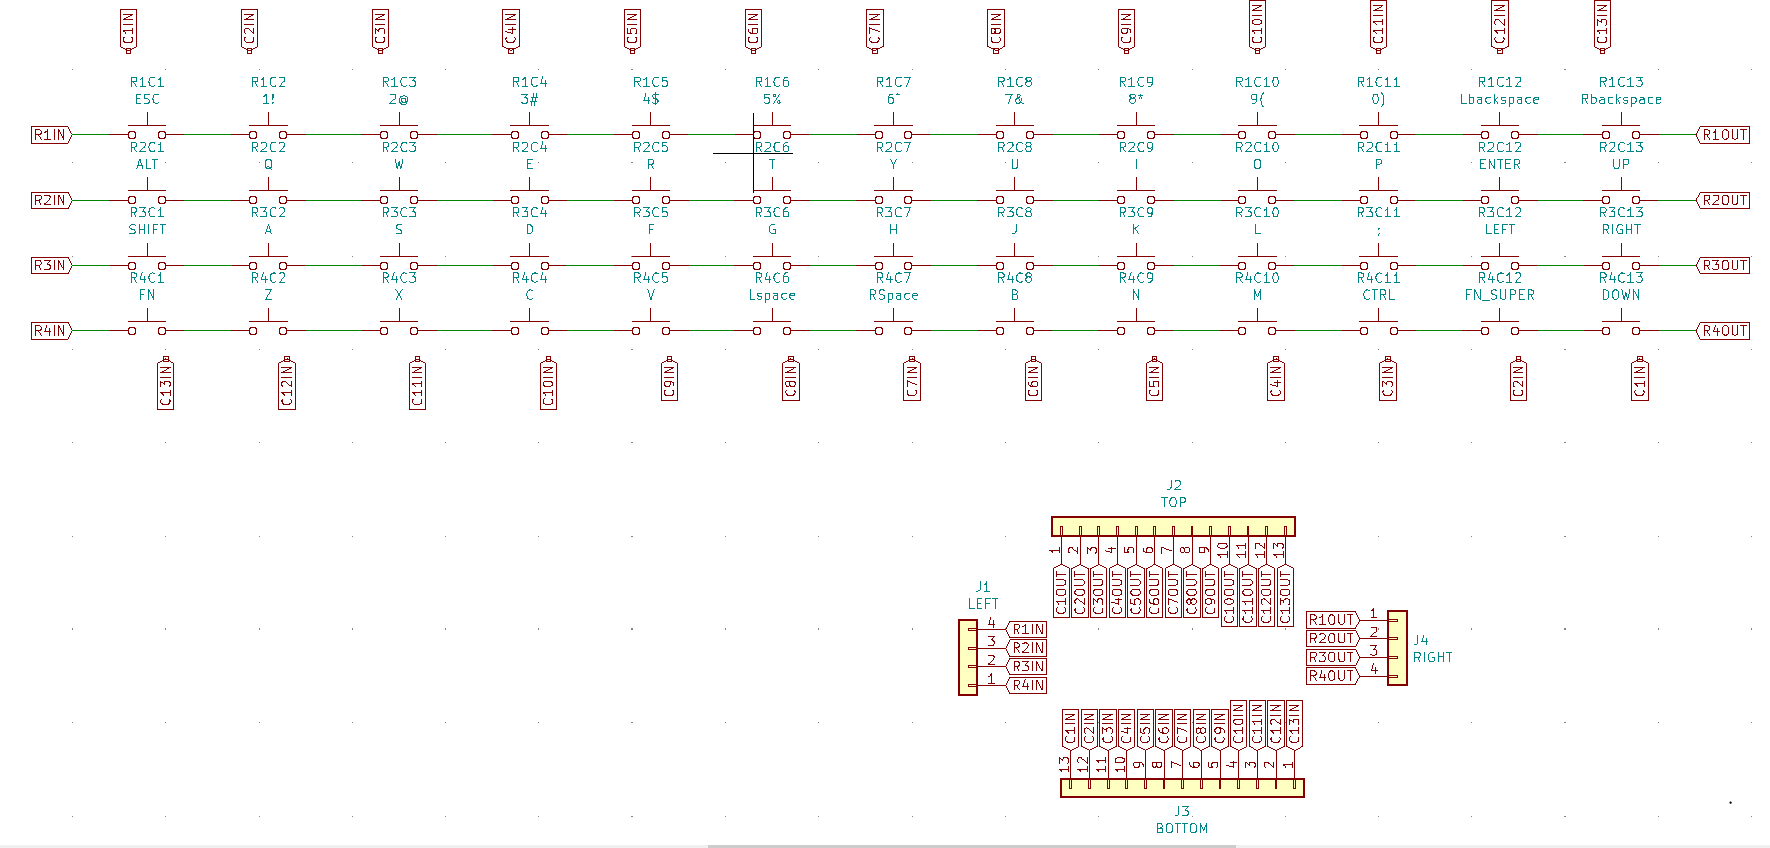 C1IN C2IN C3IN C4IN C5IN C6IN C7IN C8IN C9IN C10IN C11IN C12IN C13IN
R1C1 R1C2 R1C3 R1C4 R1C5 R1C6 R1C7 R1C8 R1C9 R1C10 R1C11 R1C12 R1C13
ESC 1! 2@ 3# 4$ 5% 6^ 7& 8* 9( 0) Lbackspace Rbackspace
R1IN R1OUT
R2C1 R2C2 R2C3 R2C4 R2C5 R2C6 R2C7 R2C8 R2C9 R2C10 R2C11 R2C12 R2C13
ALT Q W E R T Y U I O P ENTER UP
R2IN R2OUT
R3C1 R3C2 R3C3 R3C4 R3C5 R3C6 R3C7 R3C8 R3C9 R3C10 R3C11 R3C12 R3C13
SHIFT A S D F G H J K L ; LEFT RIGHT
R3IN R3OUT
R4C1 R4C2 R4C3 R4C4 R4C5 R4C6 R4C7 R4C8 R4C9 R4C10 R4C11 R4C12 R4C13
FN Z X C V Lspace RSpace B N M CTRL FN_SUPER DOWN
R4IN R4OUT
C13IN C12IN C11IN C10IN C9IN C8IN C7IN C6IN C5IN C4IN C3IN C2IN C1IN
J2
TOP
1 2 3 4 5 6 7 8 9 10 11 12 13
C1OUT C2OUT C3OUT C4OUT C5OUT C6OUT C7OUT C8OUT C9OUT C10OUT C11OUT C12OUT C13OUT
J1
LEFT
4 R1IN
3 R2IN
2 R3IN
1 R4IN
R1OUT 1
R2OUT 2
R3OUT 3
R4OUT 4
J4
RIGHT
C1IN C2IN C3IN C4IN C5IN C6IN C7IN C8IN C9IN C10IN C11IN C12IN C13IN
13 12 11 10 9 8 7 6 5 4 3 2 1
J3
BOTTOM